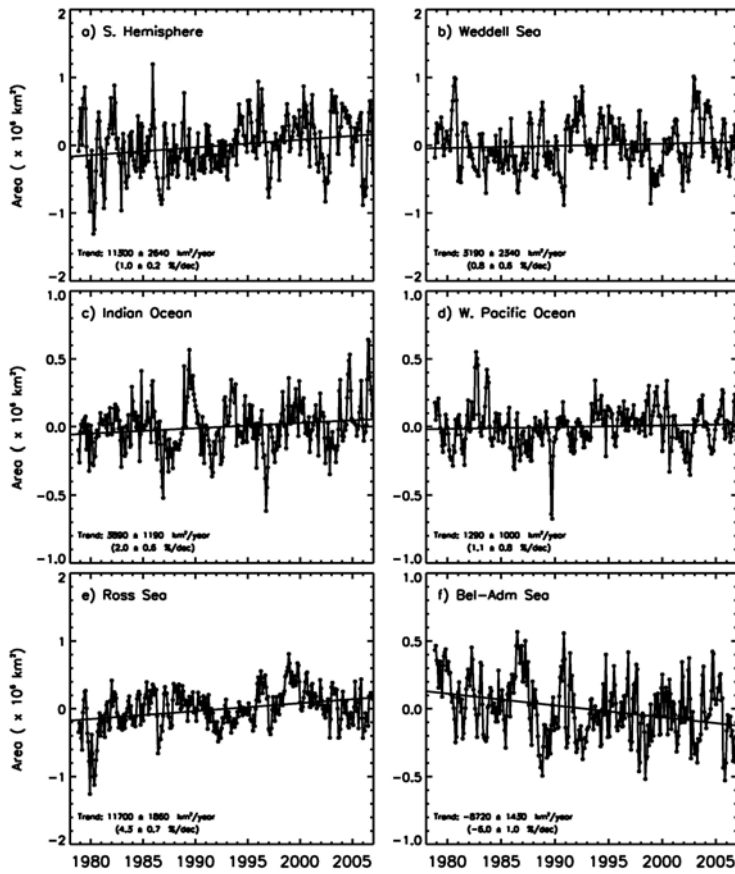 a) S. Hemisphere
b) Weddell Sea
Area ( × 10⁶ km²)
2
1
0
−1
−2
Trend: 11300 ± 2640 km²/year
(1.0 ± 0.2 %/dec)
2
1
0
−1
−2
Trend: 3190 ± 2340 km²/year
(0.8 ± 0.6 %/dec)
c) Indian Ocean
d) W. Pacific Ocean
Area ( × 10⁶ km²)
1.0
0.5
0.0
−0.5
−1.0
Trend: 3890 ± 1190 km²/year
(2.0 ± 0.6 %/dec)
1.0
0.5
0.0
−0.5
−1.0
Trend: 1290 ± 1000 km²/year
(1.1 ± 0.8 %/dec)
e) Ross Sea
f) Bel−Adm Sea
Area ( × 10⁶ km²)
2
1
0
−1
−2
Trend: 11700 ± 1860 km²/year
(4.3 ± 0.7 %/dec)
1980 1985 1990 1995 2000 2005
1.0
0.5
0.0
−0.5
−1.0
Trend: −8720 ± 1430 km²/year
(−6.0 ± 1.0 %/dec)
1980 1985 1990 1995 2000 2005